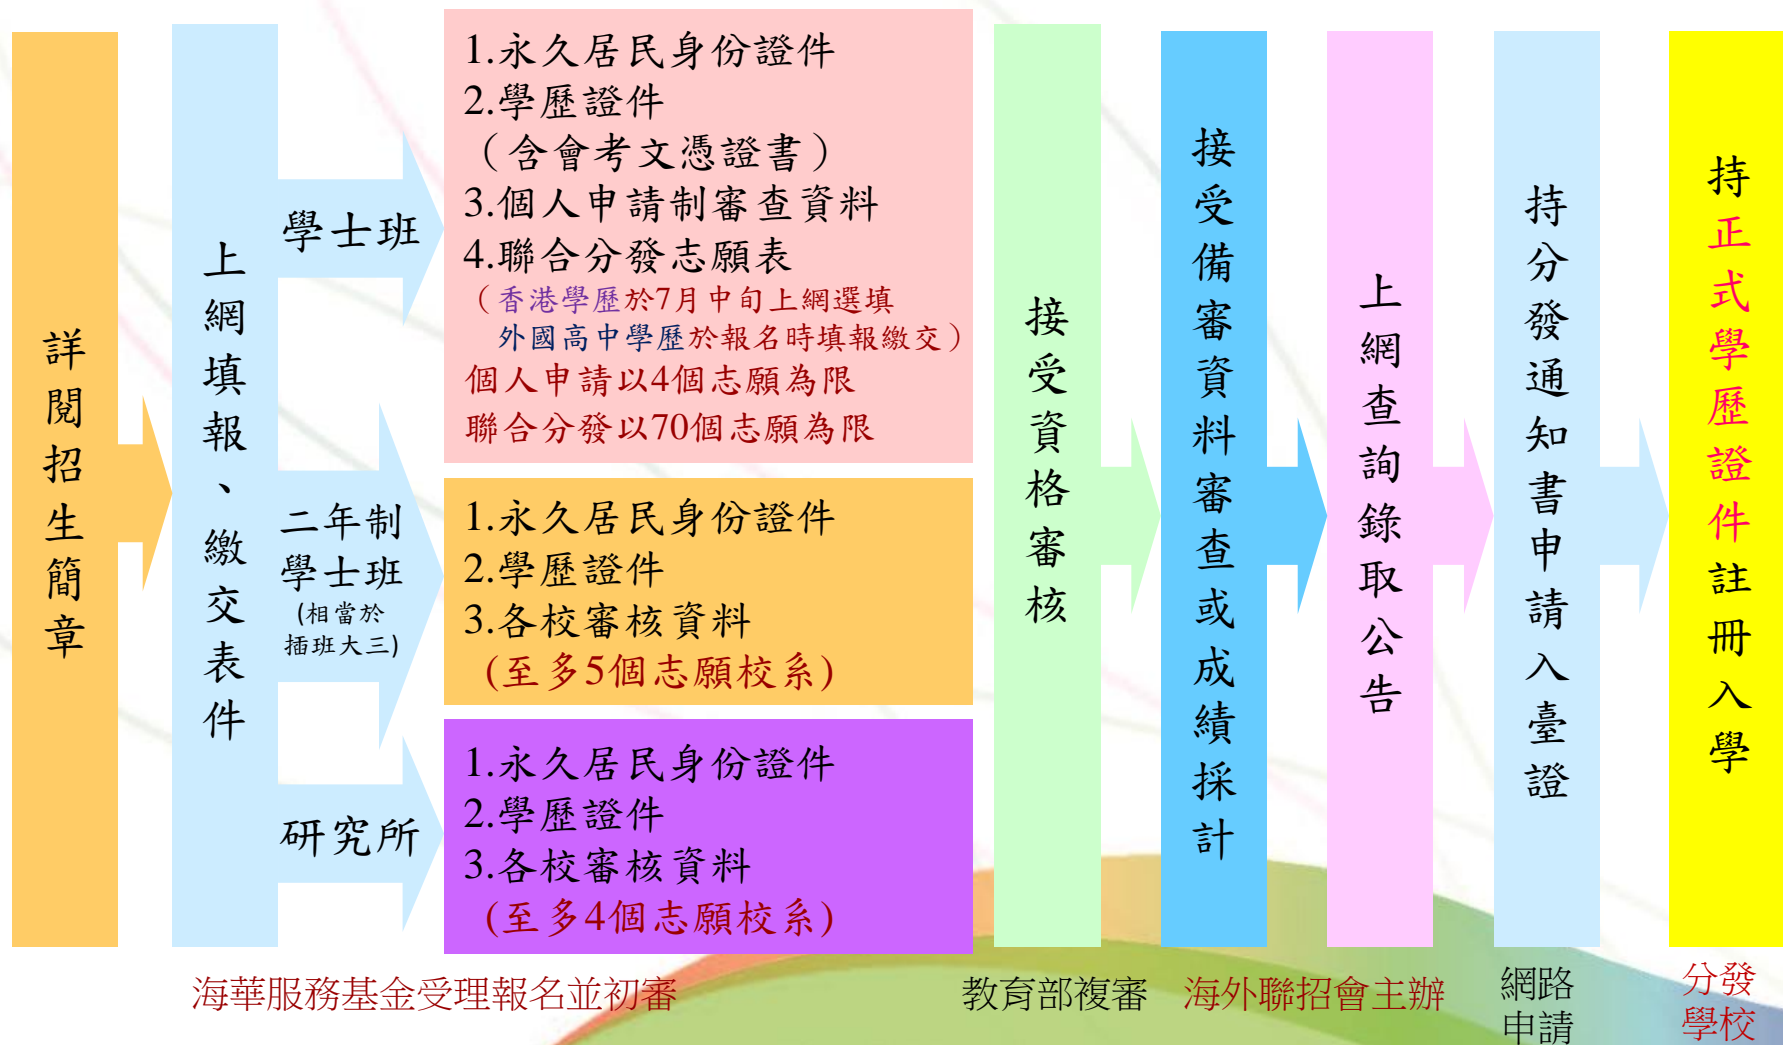 詳閱招生簡章
上網填報、繳交表件
學士班
1.永久居民身份證件
2.學歷證件
（含會考文憑證書）
3.個人申請制審查資料
4.聯合分發志願表
（香港學歷於7月中旬上網選填
外國高中學歷於報名時填報繳交）
個人申請以4個志願為限
聯合分發以70個志願為限
二年制
學士班
(相當於
插班大三)
1.永久居民身份證件
2.學歷證件
3.各校審核資料
(至多5個志願校系)
研究所
1.永久居民身份證件
2.學歷證件
3.各校審核資料
(至多4個志願校系)
接受資格審核
接受備審資料審查或成績採計
上網查詢錄取公告
持分發通知書申請入臺證
持正式學歷證件註冊入學
海華服務基金受理報名並初審
教育部複審
海外聯招會主辦
網路
申請
分發
學校